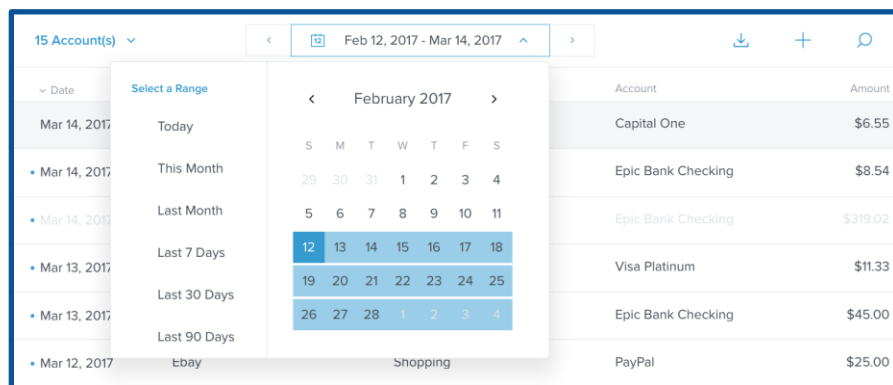 15 Account(s)
12 Feb 12, 2017 - Mar 14, 2017
Date Account Amount
Select a Range
Today
This Month
Last Month
Last 7 Days
Last 30 Days
Last 90 Days
February 2017
S M T W T F S
29 30 31 1 2 3 4
5 6 7 8 9 10 11
12 13 14 15 16 17 18
19 20 21 22 23 24 25
26 27 28 1 2 3 4
Mar 14, 2017 Capital One $6.55
Mar 14, 2017 Epic Bank Checking $8.54
Mar 14, 2017 Epic Bank Checking $319.02
Mar 13, 2017 Visa Platinum $11.33
Mar 13, 2017 Epic Bank Checking $45.00
Mar 12, 2017 Ebay Shopping PayPal $25.00